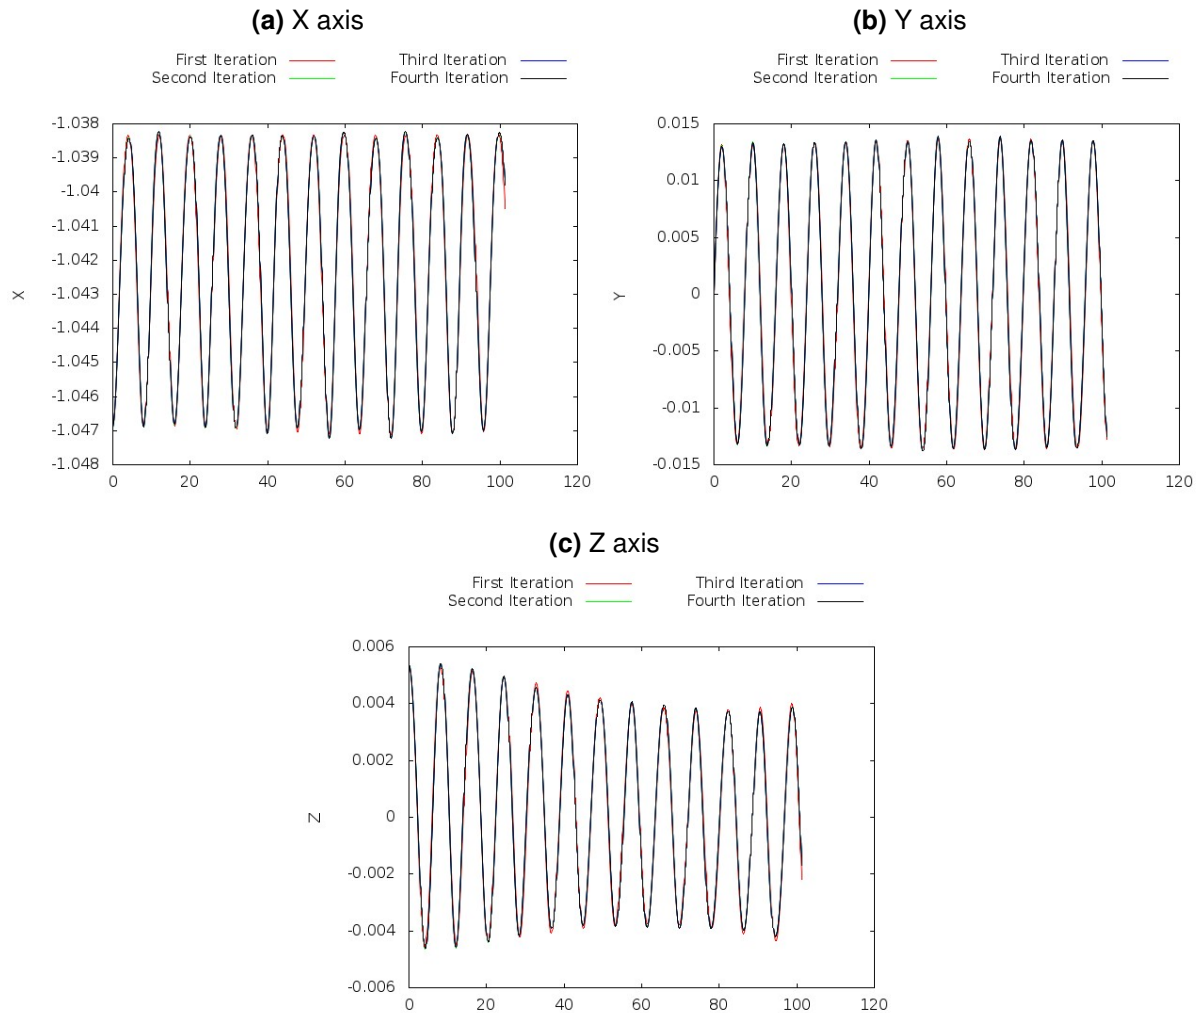 (a) X axis
First Iteration Third Iteration
Second Iteration Fourth Iteration
-1.038
-1.039
-1.04
-1.041
-1.042
-1.043
-1.044
-1.045
-1.046
-1.047
-1.048
X
0 20 40 60 80 100 120
(b) Y axis
First Iteration Third Iteration
Second Iteration Fourth Iteration
0.015
0.01
0.005
0
-0.005
-0.01
-0.015
Y
0 20 40 60 80 100 120
(c) Z axis
First Iteration Third Iteration
Second Iteration Fourth Iteration
0.006
0.004
0.002
0
-0.002
-0.004
-0.006
Z
0 20 40 60 80 100 120